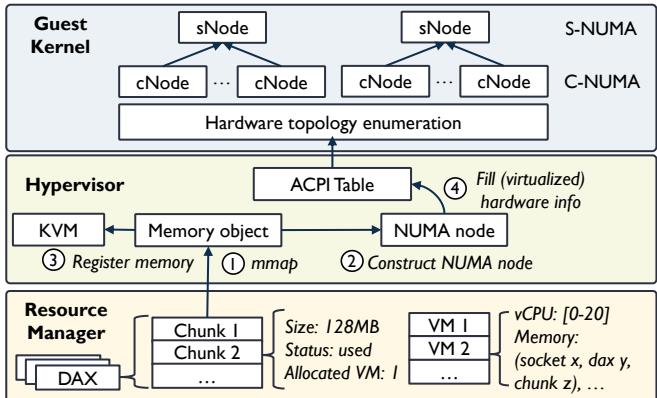 Guest
Kernel
sNode
sNode
S-NUMA
cNode ... cNode
cNode ... cNode
C-NUMA
Hardware topology enumeration
Hypervisor
ACPI Table
④ Fill (virtualized)
hardware info
KVM
Memory object
NUMA node
③ Register memory
① mmap
② Construct NUMA node
Resource
Manager
DAX
Chunk 1
Chunk 2
...
Size: 128MB
Status: used
Allocated VM: 1
VM 1
VM 2
...
vCPU: [0-20]
Memory:
(socket x, dax y,
chunk z), ...